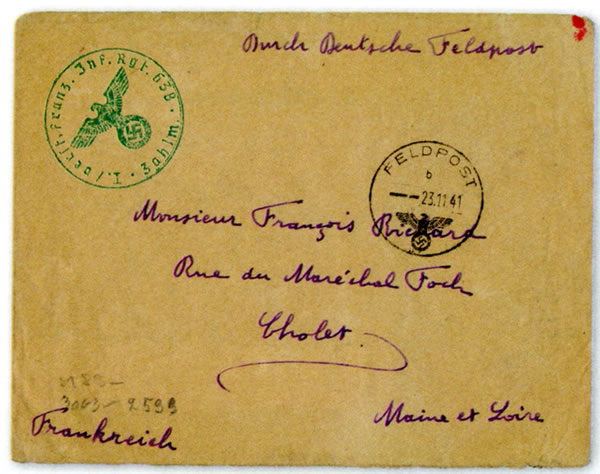 Durch Deutsche Feldpost
I./verst. Franz. Inf. Rgt. 638. Zahlm.
FELDPOST
b
23.11.41
Monsieur François Richard
Rue du Maréchal Foch
Cholet
Maine et Loire
Frankreich